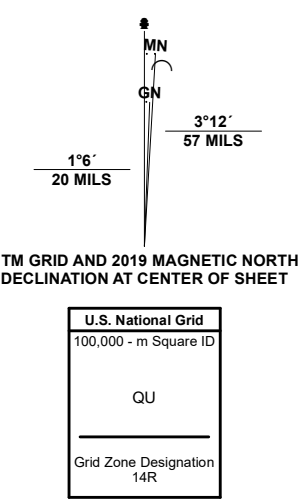 MN
GN
3°12´
57 MILS
1°6´
20 MILS
TM GRID AND 2019 MAGNETIC NORTH
DECLINATION AT CENTER OF SHEET
U.S. National Grid
100,000 - m Square ID
QU
Grid Zone Designation
14R